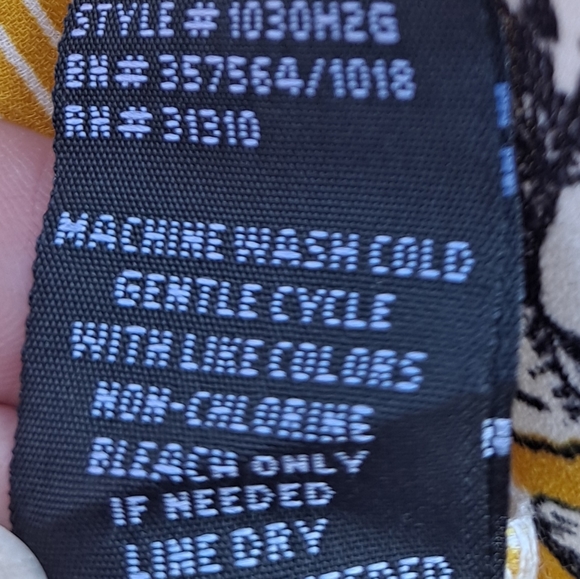 STYLE # 1030H2G
BN# 357564/1018
RN# 31310
MACHINE WASH COLD
GENTLE CYCLE
WITH LIKE COLORS
NON-CHLORINE
BLEACH ONLY
IF NEEDED
LINE DRY